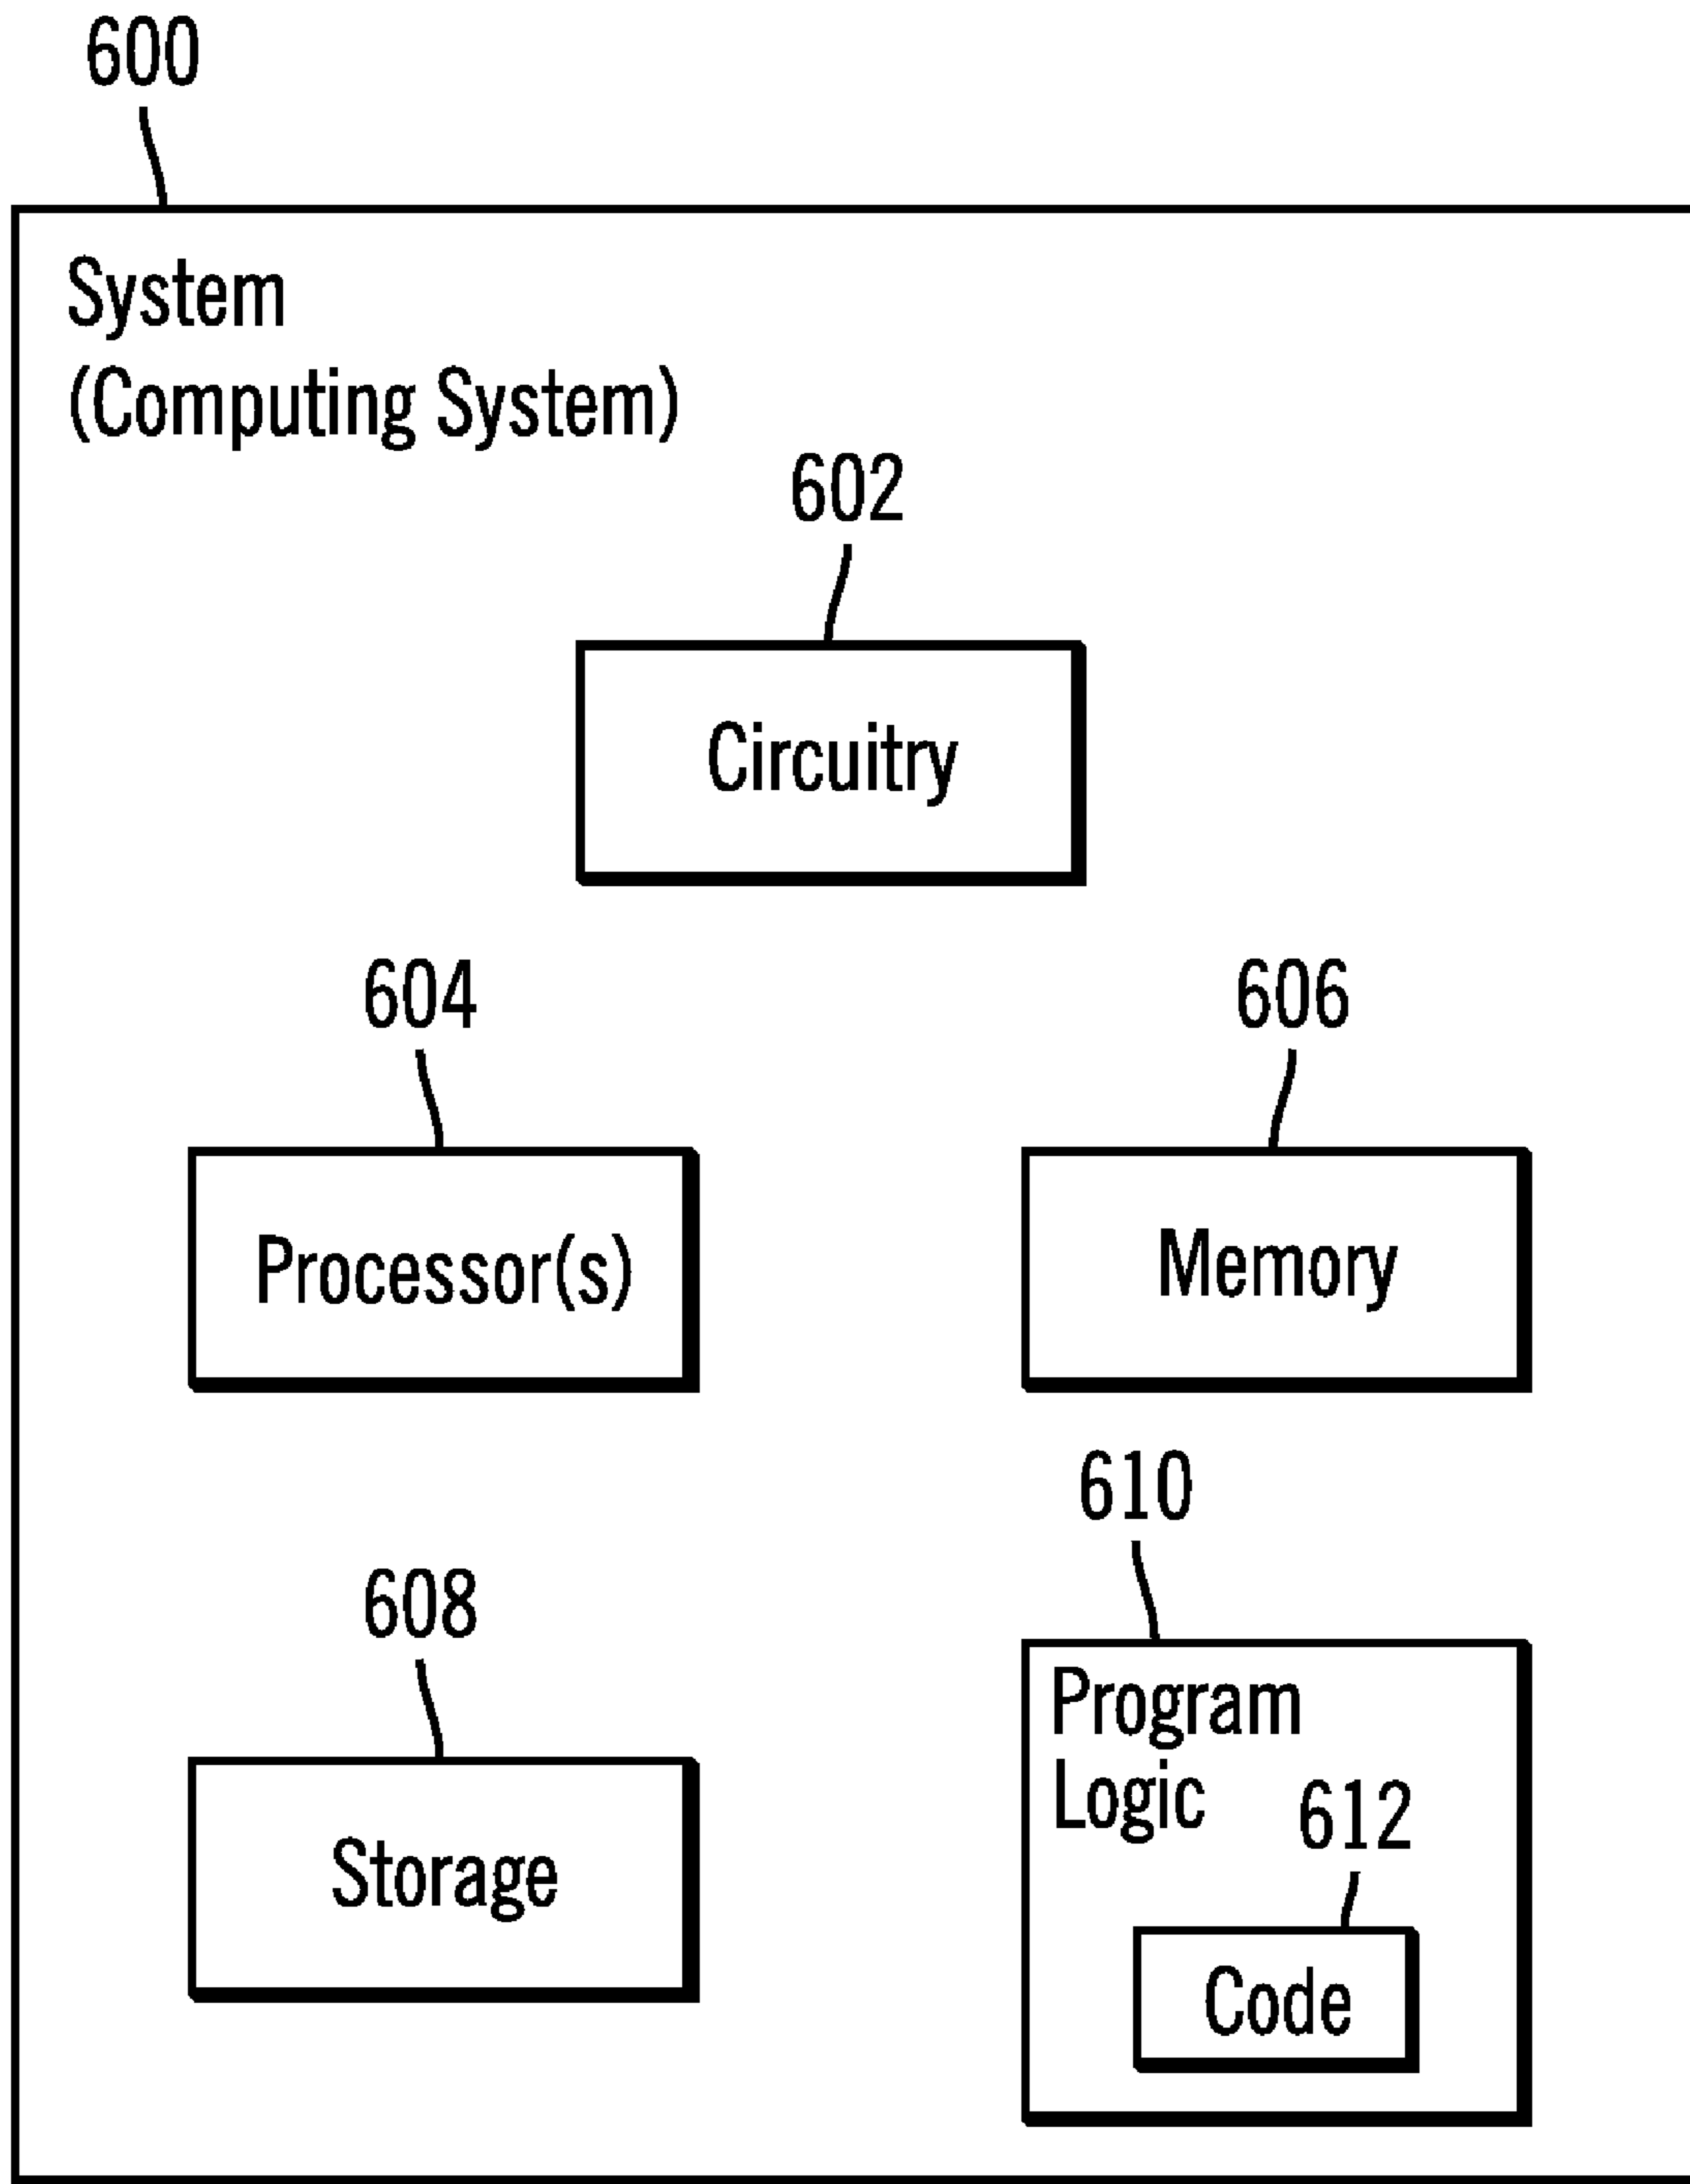 600
System
(Computing System)
602
Circuitry
604
606
Processor(s)
Memory
610
608
Program
Logic
612
Storage
Code